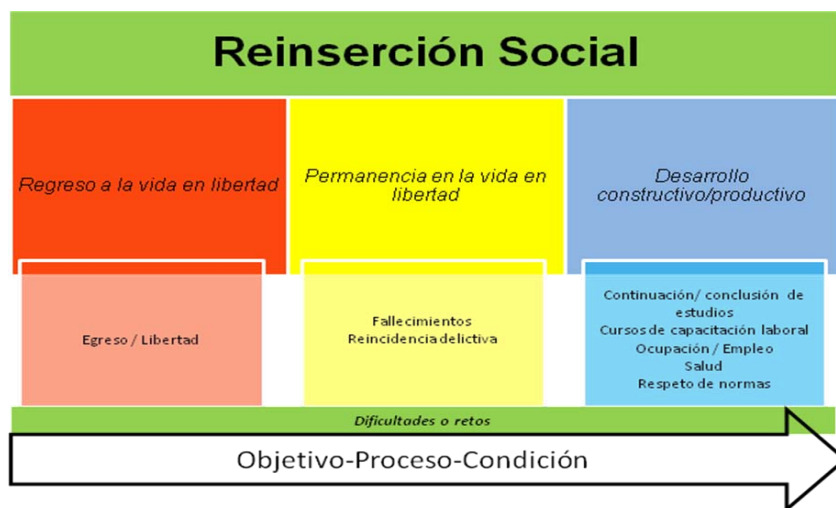 Reinserción Social
Regreso a la vida en libertad
Permanencia en la vida en
libertad
Desarrollo
constructivo/productivo
Egreso / Libertad
Fallecimientos
Reincidencia delictiva
Continuación/ conclusión de
estudios
Cursos de capacitación laboral
Ocupación / Empleo
Salud
Respeto de normas
Dificultades o retos
Objetivo-Proceso-Condición